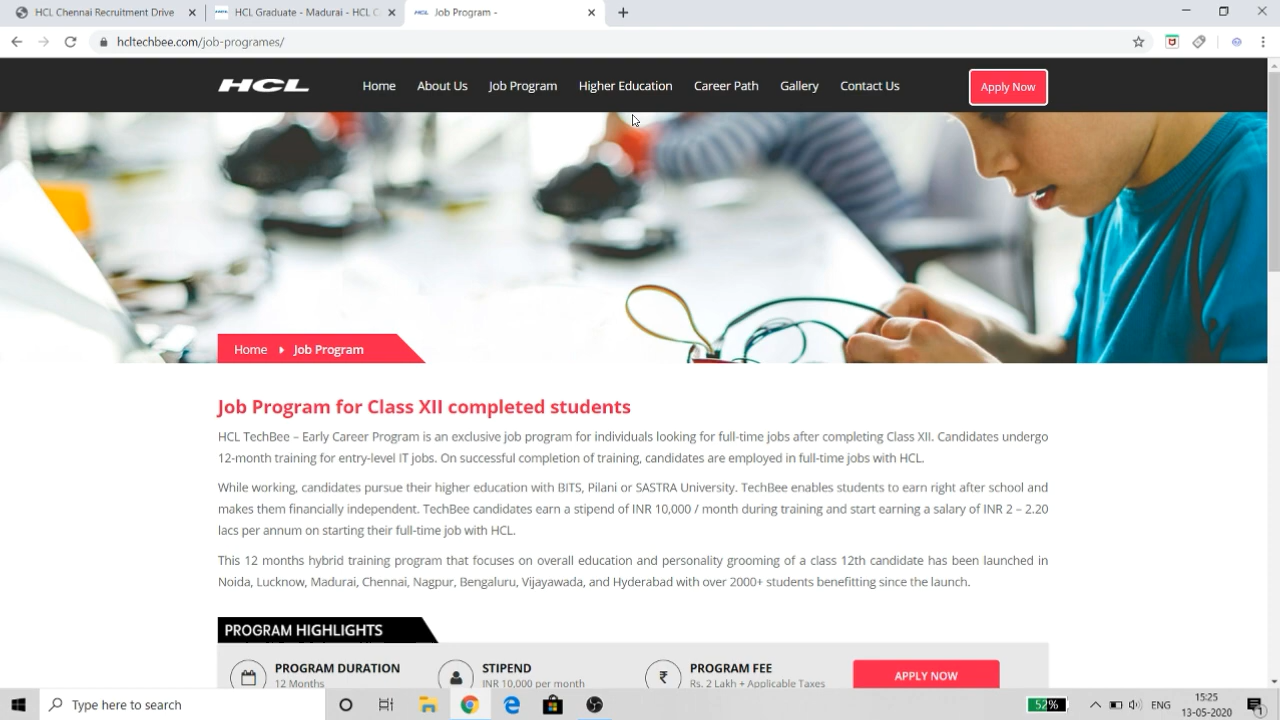 HCL Chennai Recruitment Drive
HCL Graduate - Madurai - HCL C
HCL Job Program -
hcltechbee.com/job-programes/
HCL
Home About Us Job Program Higher Education Career Path Gallery Contact Us Apply Now
Home Job Program
Job Program for Class XII completed students
HCL TechBee – Early Career Program is an exclusive job program for individuals looking for full-time jobs after completing Class XII. Candidates undergo
12-month training for entry-level IT jobs. On successful completion of training, candidates are employed in full-time jobs with HCL.
While working, candidates pursue their higher education with BITS, Pilani or SASTRA University. TechBee enables students to earn right after school and
makes them financially independent. TechBee candidates earn a stipend of INR 10,000 / month during training and start earning a salary of INR 2 – 2.20
lacs per annum on starting their full-time job with HCL.
This 12 months hybrid training program that focuses on overall education and personality grooming of a class 12th candidate has been launched in
Noida, Lucknow, Madurai, Chennai, Nagpur, Bengaluru, Vijayawada, and Hyderabad with over 2000+ students benefitting since the launch.
PROGRAM HIGHLIGHTS
PROGRAM DURATION
12 Months
STIPEND
INR 10,000 per month
₹
PROGRAM FEE
Rs. 2 Lakh + Applicable Taxes
APPLY NOW
Type here to search
52%
ENG
15:25
13-05-2020
1